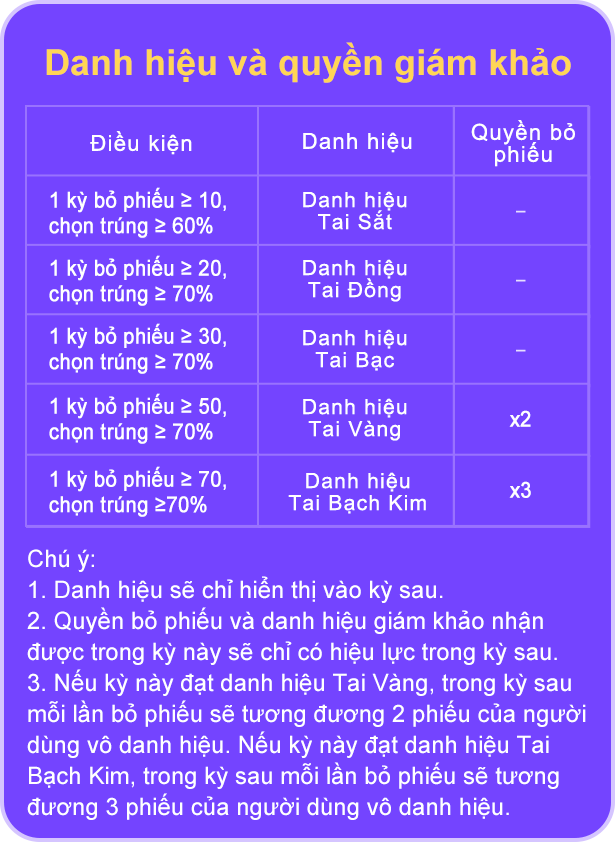 Danh hiệu và quyền giám khảo
Điều kiện
Danh hiệu
Quyền bỏ
phiếu
1 kỳ bỏ phiếu ≥ 10,
chọn trúng ≥ 60%
Danh hiệu
Tai Sắt
–
1 kỳ bỏ phiếu ≥ 20,
chọn trúng ≥ 70%
Danh hiệu
Tai Đồng
–
1 kỳ bỏ phiếu ≥ 30,
chọn trúng ≥ 70%
Danh hiệu
Tai Bạc
–
1 kỳ bỏ phiếu ≥ 50,
chọn trúng ≥ 70%
Danh hiệu
Tai Vàng
x2
1 kỳ bỏ phiếu ≥ 70,
chọn trúng ≥70%
Danh hiệu
Tai Bạch Kim
x3
Chú ý:
1. Danh hiệu sẽ chỉ hiển thị vào kỳ sau.
2. Quyền bỏ phiếu và danh hiệu giám khảo nhận
được trong kỳ này sẽ chỉ có hiệu lực trong kỳ sau.
3. Nếu kỳ này đạt danh hiệu Tai Vàng, trong kỳ sau
mỗi lần bỏ phiếu sẽ tương đương 2 phiếu của người
dùng vô danh hiệu. Nếu kỳ này đạt danh hiệu Tai
Bạch Kim, trong kỳ sau mỗi lần bỏ phiếu sẽ tương
đương 3 phiếu của người dùng vô danh hiệu.